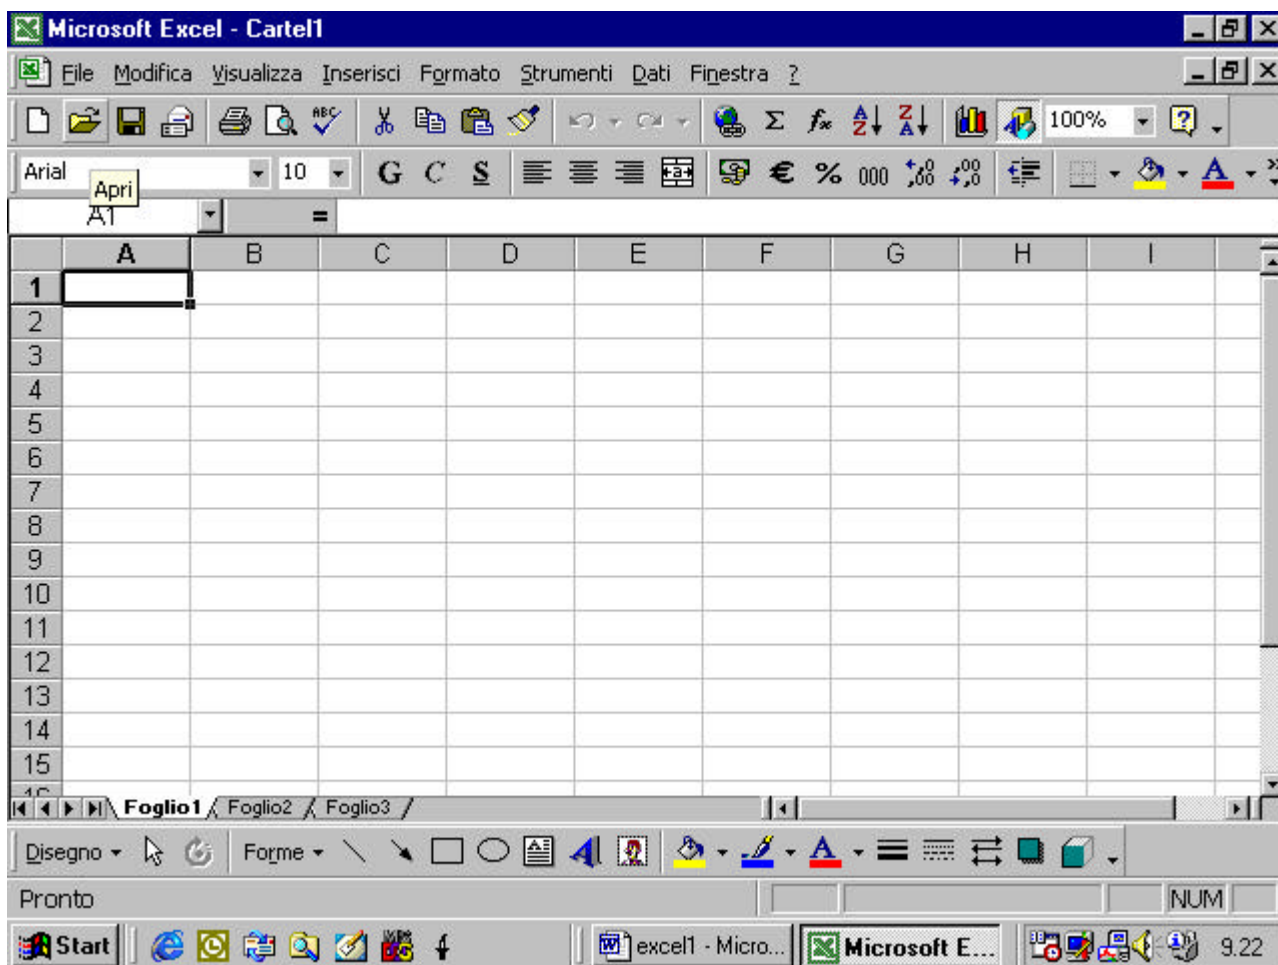 Microsoft Excel - Cartel1
File Modifica Visualizza Inserisci Formato Strumenti Dati Finestra ?
ABC Σ fx A Z Z A 100% ?
Arial 10 G C S a € % 000 A
Apri
A1 =
A B C D E F G H I
1
2
3
4
5
6
7
8
9
10
11
12
13
14
15
Foglio1 Foglio2 Foglio3
Disegno Forme A A
Pronto NUM
Start excel1 - Micro... Microsoft E... 9.22